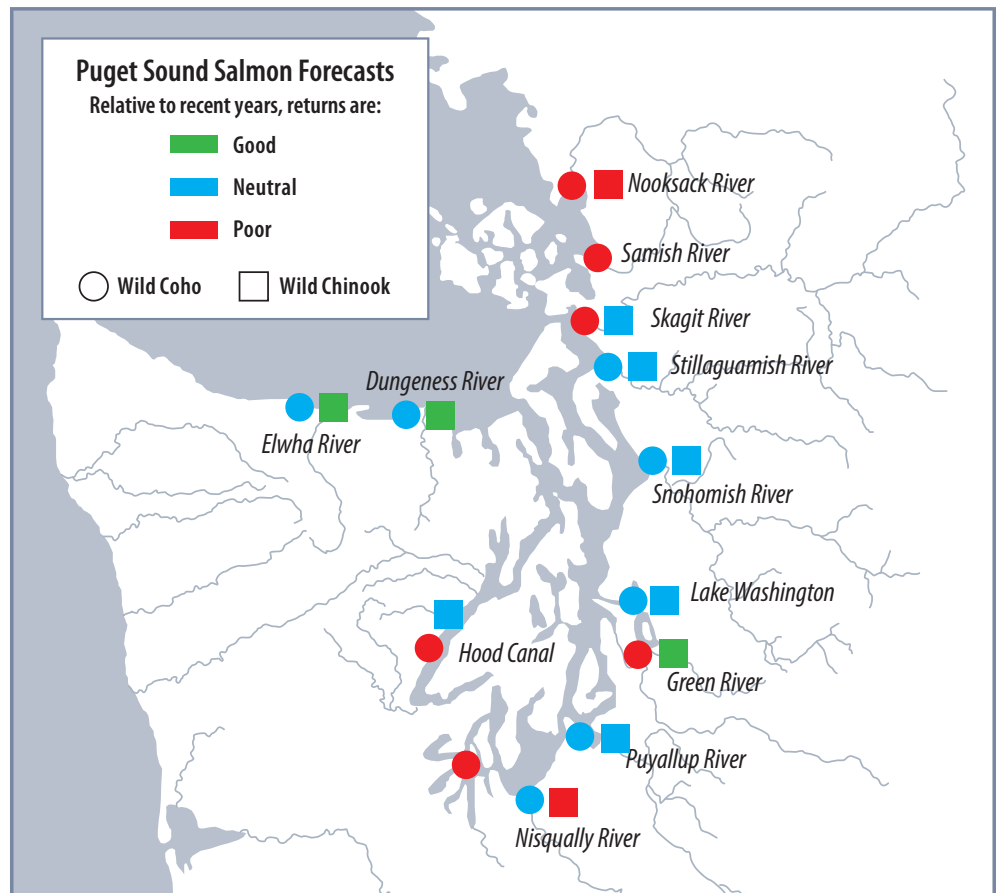 Puget Sound Salmon Forecasts
Relative to recent years, returns are:
Good
Neutral
Poor
Wild Coho Wild Chinook
Nooksack River
Samish River
Skagit River
Stillaguamish River
Dungeness River
Elwha River
Snohomish River
Lake Washington
Hood Canal
Green River
Puyallup River
Nisqually River